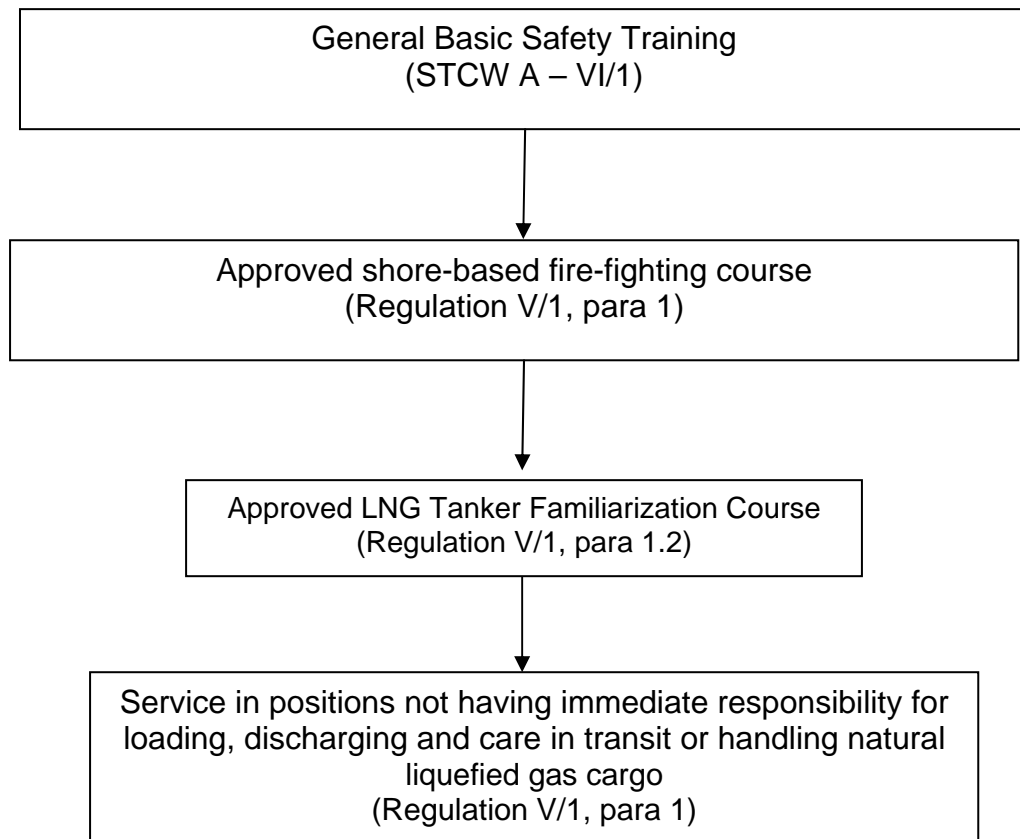 General Basic Safety Training
(STCW A – VI/1)
Approved shore-based fire-fighting course
(Regulation V/1, para 1)
Approved LNG Tanker Familiarization Course
(Regulation V/1, para 1.2)
Service in positions not having immediate responsibility for
loading, discharging and care in transit or handling natural
liquefied gas cargo
(Regulation V/1, para 1)